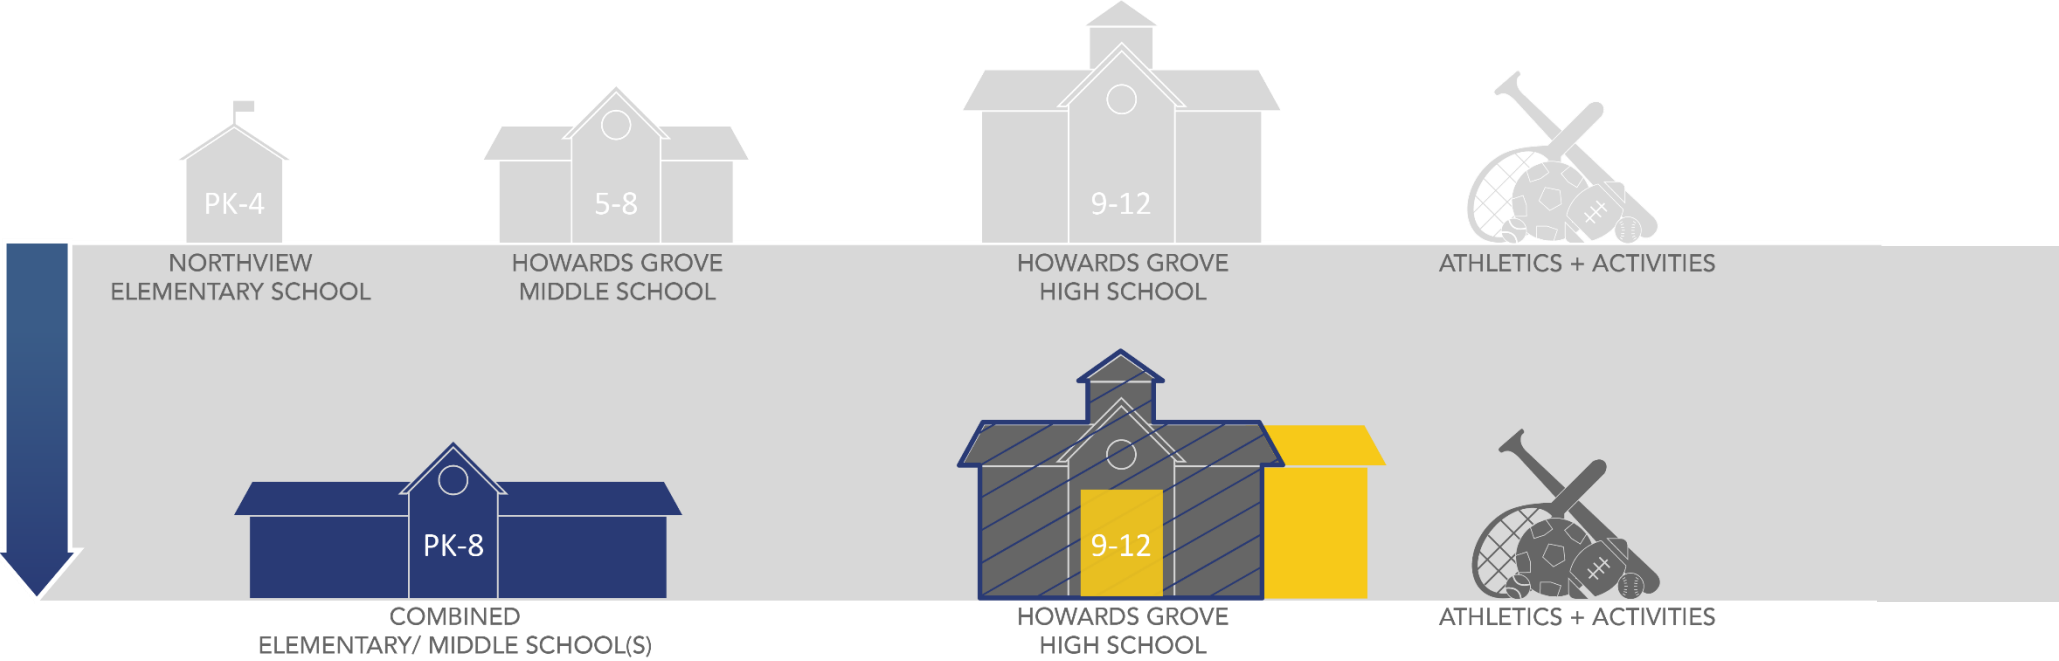 PK-4
5-8
9-12
NORTHVIEW
ELEMENTARY SCHOOL
HOWARDS GROVE
MIDDLE SCHOOL
HOWARDS GROVE
HIGH SCHOOL
ATHLETICS + ACTIVITIES
PK-8
9-12
COMBINED
ELEMENTARY/ MIDDLE SCHOOL(S)
HOWARDS GROVE
HIGH SCHOOL
ATHLETICS + ACTIVITIES